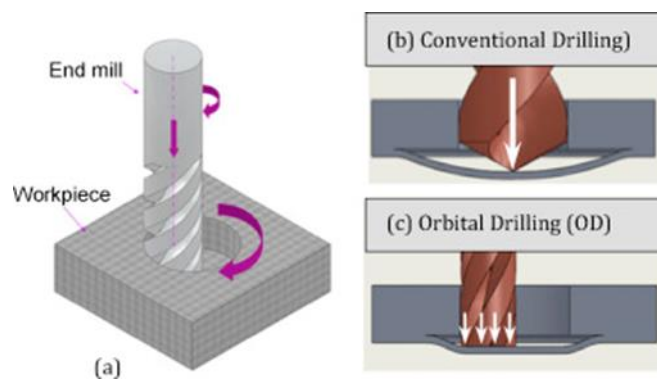 End mill
Workpiece
(a)
(b) Conventional Drilling)
(c) Orbital Drilling (OD)